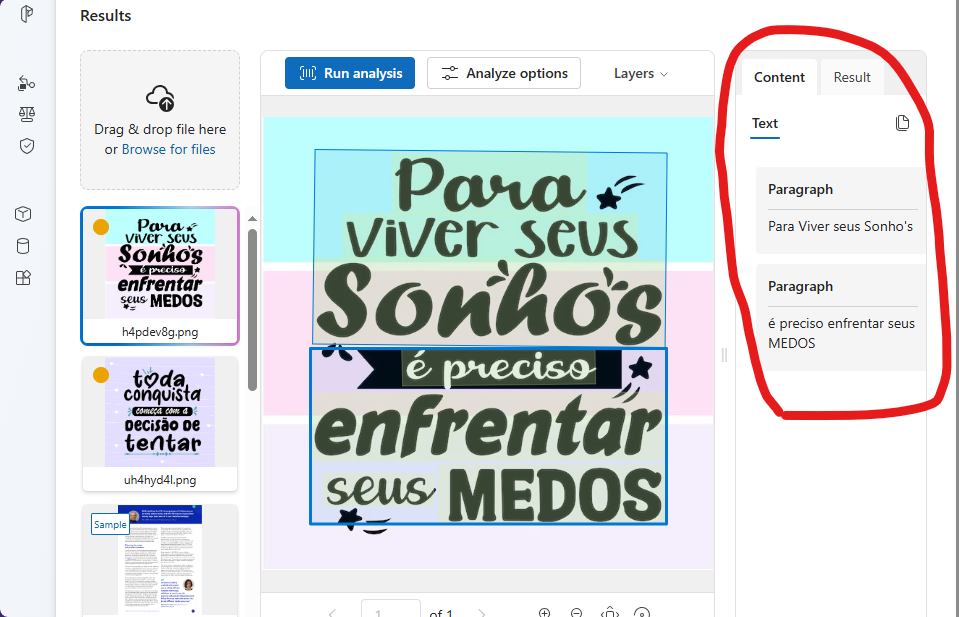 Results
Drag & drop file here
or Browse for files
Run analysis
Analyze options
Layers
Content
Result
Text
Paragraph
Para Viver seus Sonho's
Paragraph
é preciso enfrentar seus
MEDOS
Para
viver seus
Sonho's
é preciso
enfrentar
seus MEDOS
Para
viver seus
Sonho's
é preciso
enfrentar
seus MEDOS
h4pdev8g.png
toda
conquista
começa com a
DECISÃO DE
tentar
uh4hyd4l.png
Sample
1
of 1